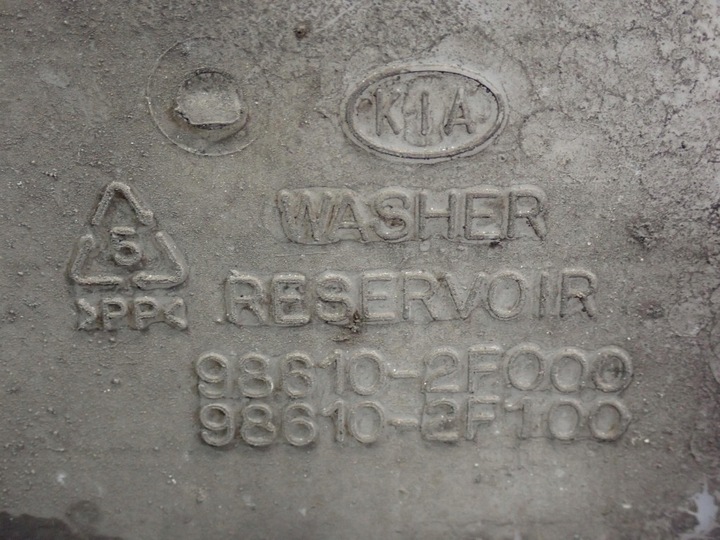 KIA
WASHER
RESERVOIR
5
>PP<
98610-2F000
98610-2F100